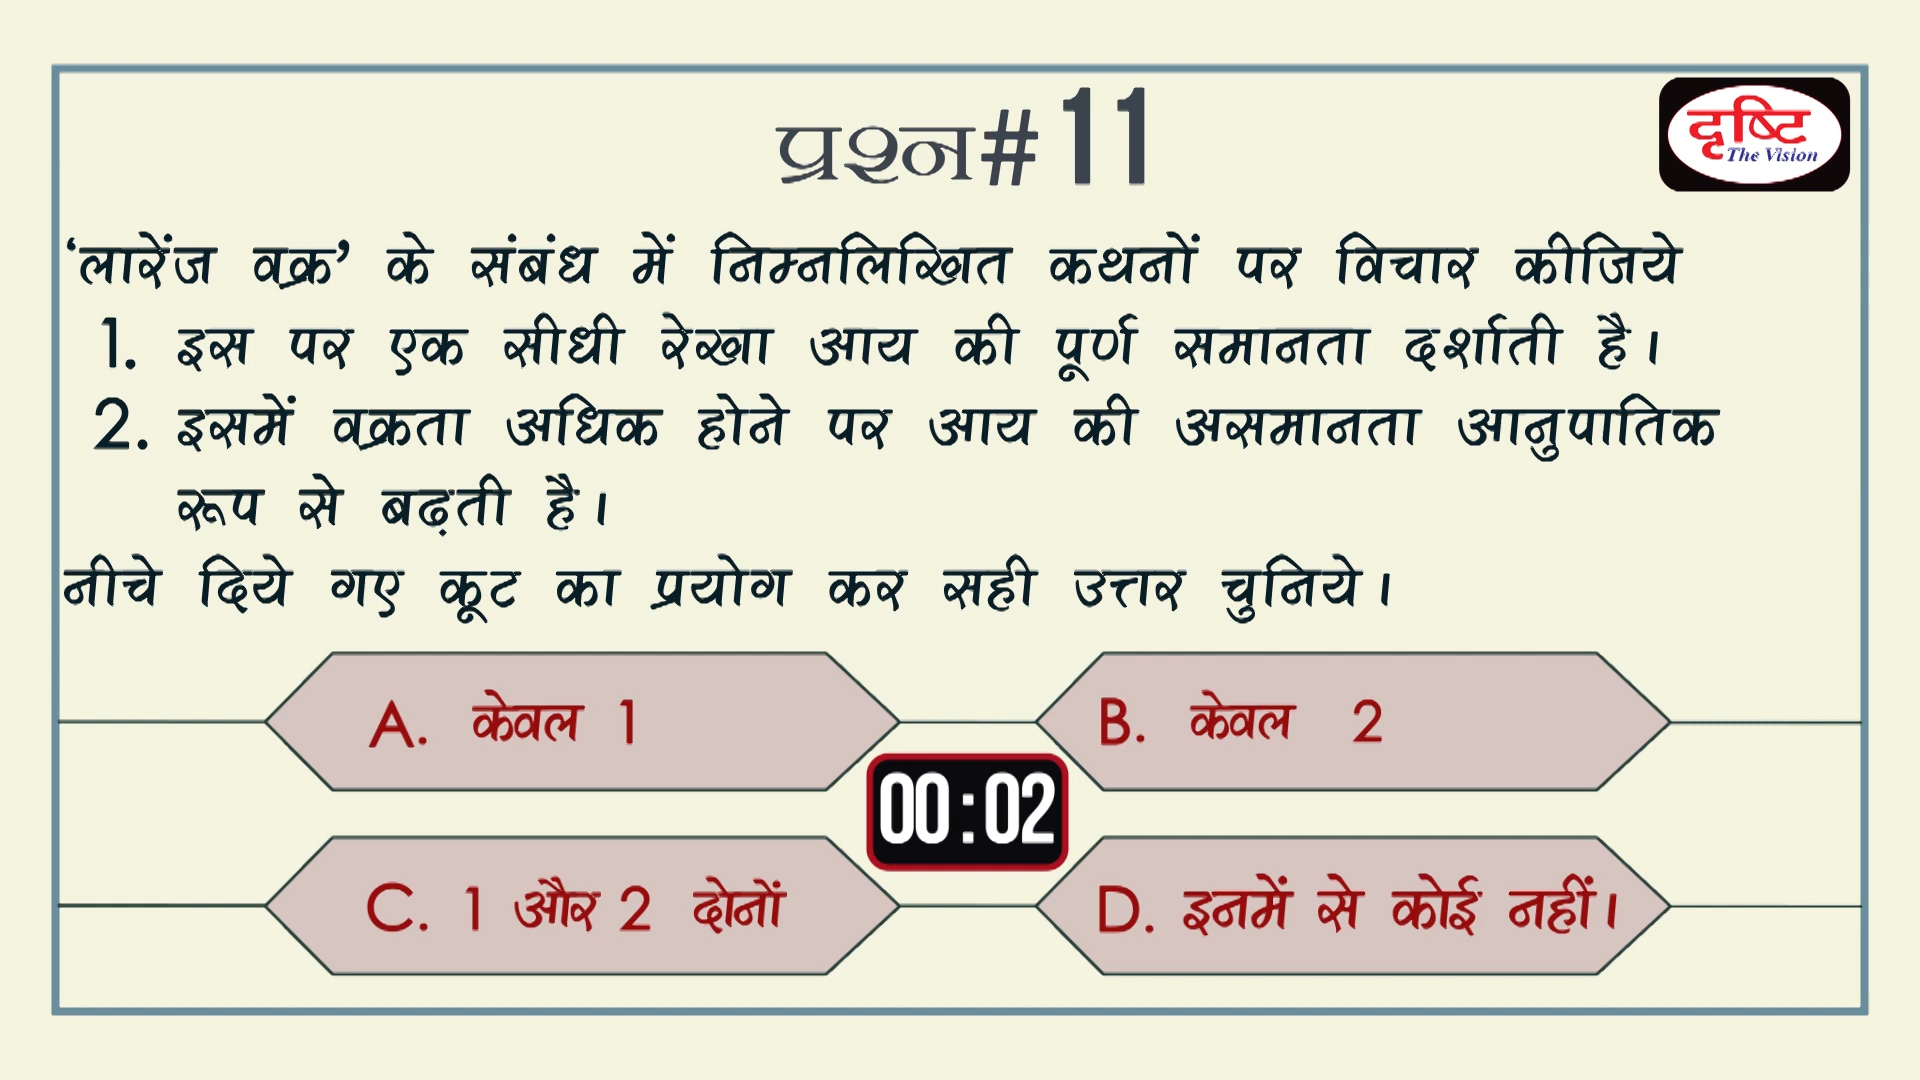 प्रश्न#11
दृष्टि
The Vision
‘लारेंज वक्र’ के संबंध में निम्नलिखित कथनों पर विचार कीजिये
1. इस पर एक सीधी रेखा आय की पूर्ण समानता दर्शाती है।
2. इसमें वक्रता अधिक होने पर आय की असमानता आनुपातिक
रूप से बढ़ती है।
नीचे दिये गए कूट का प्रयोग कर सही उत्तर चुनिये।
A. केवल 1
B. केवल 2
00:02
C. 1 और 2 दोनों
D. इनमें से कोई नहीं।